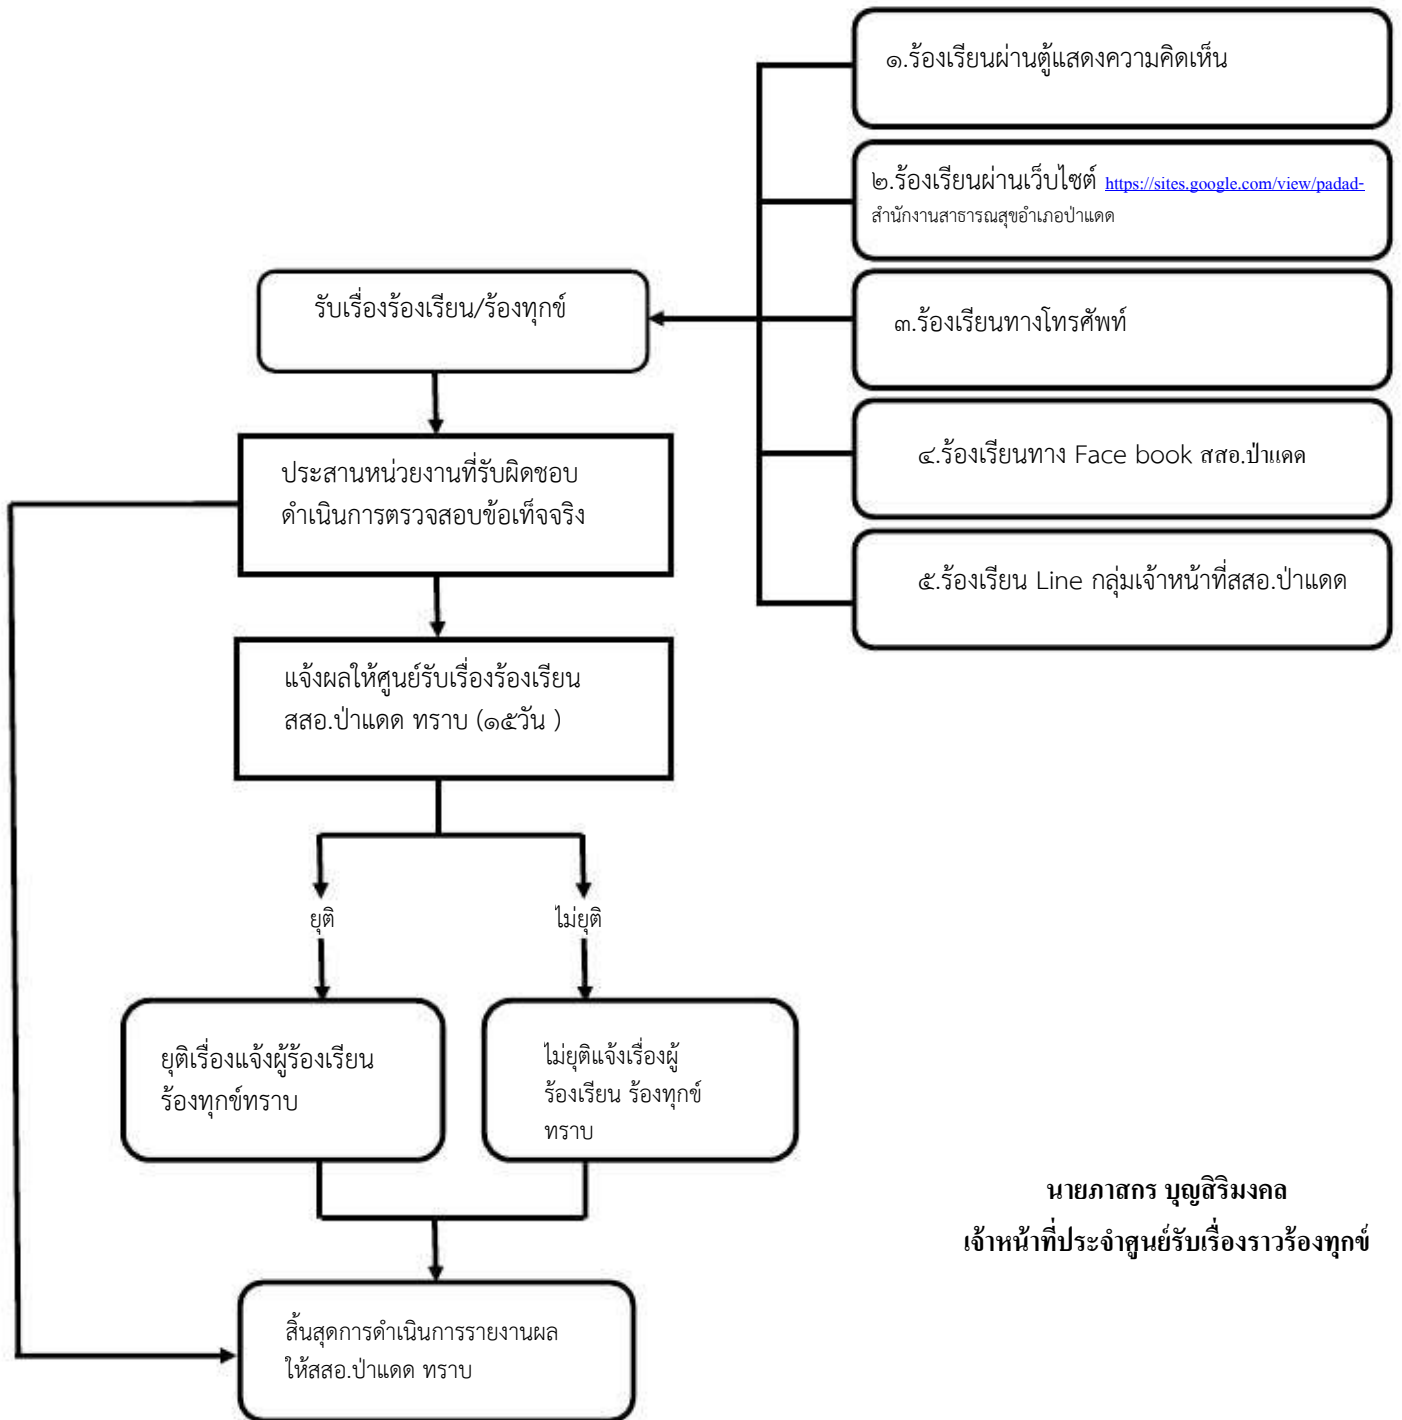 ๑.ร้องเรียนผ่านตู้แสดงความคิดเห็น
๒.ร้องเรียนผ่านเว็บไซต์ https://sites.google.com/view/padad-
สำนักงานสาธารณสุขอำเภอป่าแดด
รับเรื่องร้องเรียน/ร้องทุกข์
๓.ร้องเรียนทางโทรศัพท์
๔.ร้องเรียนทาง Face book สสอ.ป่าแดด
ประสานหน่วยงานที่รับผิดชอบ
ดำเนินการตรวจสอบข้อเท็จจริง
๕.ร้องเรียน Line กลุ่มเจ้าหน้าที่สสอ.ป่าแดด
แจ้งผลให้ศูนย์รับเรื่องร้องเรียน
สสอ.ป่าแดด ทราบ (๑๕วัน )
ยุติ
ไม่ยุติ
ยุติเรื่องแจ้งผู้ร้องเรียน
ร้องทุกข์ทราบ
ไม่ยุติแจ้งเรื่องผู้
ร้องเรียน ร้องทุกข์
ทราบ
นายภาสกร บุญสิริมงคล
เจ้าหน้าที่ประจำศูนย์รับเรื่องราวร้องทุกข์
สิ้นสุดการดำเนินการรายงานผล
ให้สสอ.ป่าแดด ทราบ